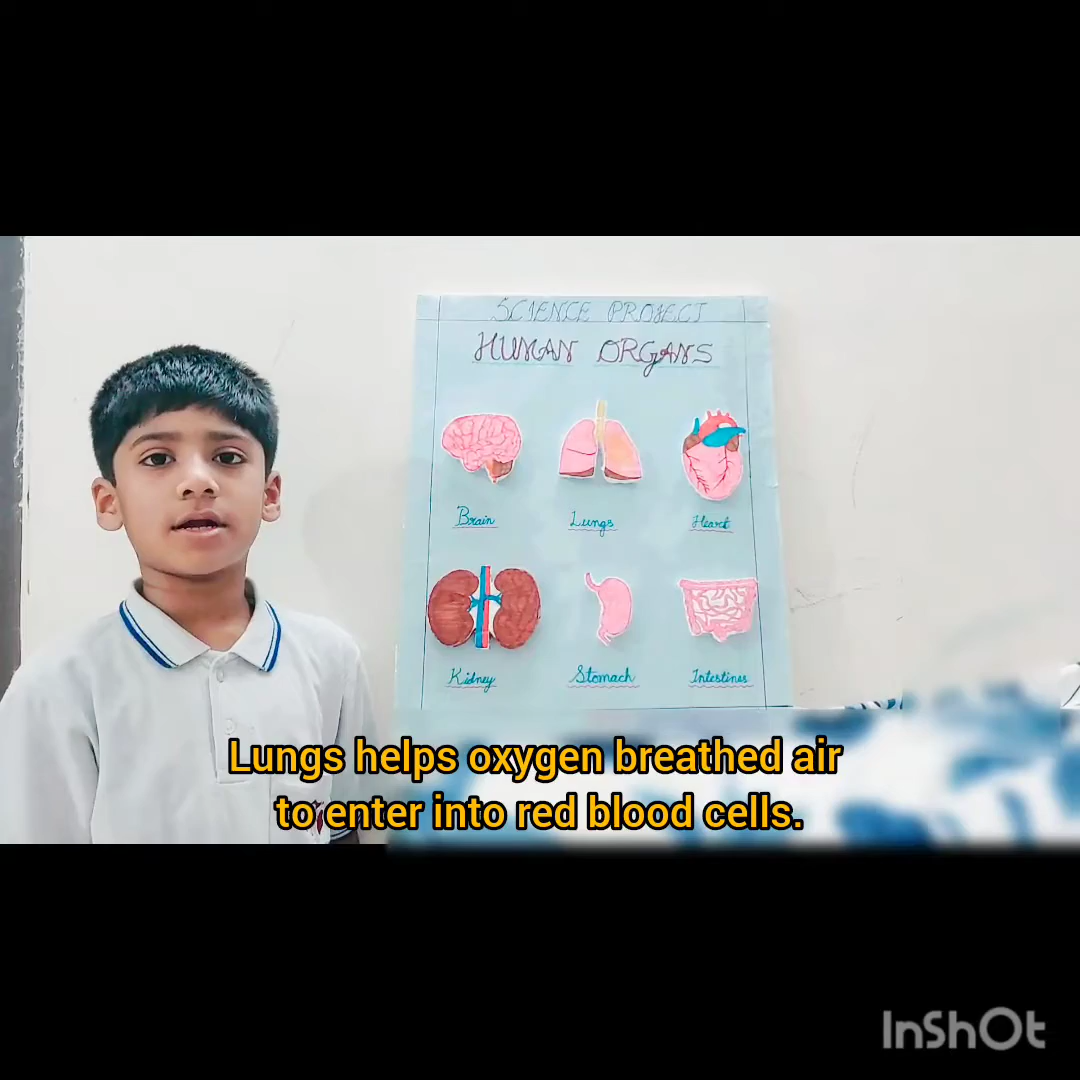 SCIENCE PROJECT
HUMAN ORGANS
Brain Lungs Heart
Kidney Stomach Intestines
Lungs helps oxygen breathed air
to enter into red blood cells.
InShOt